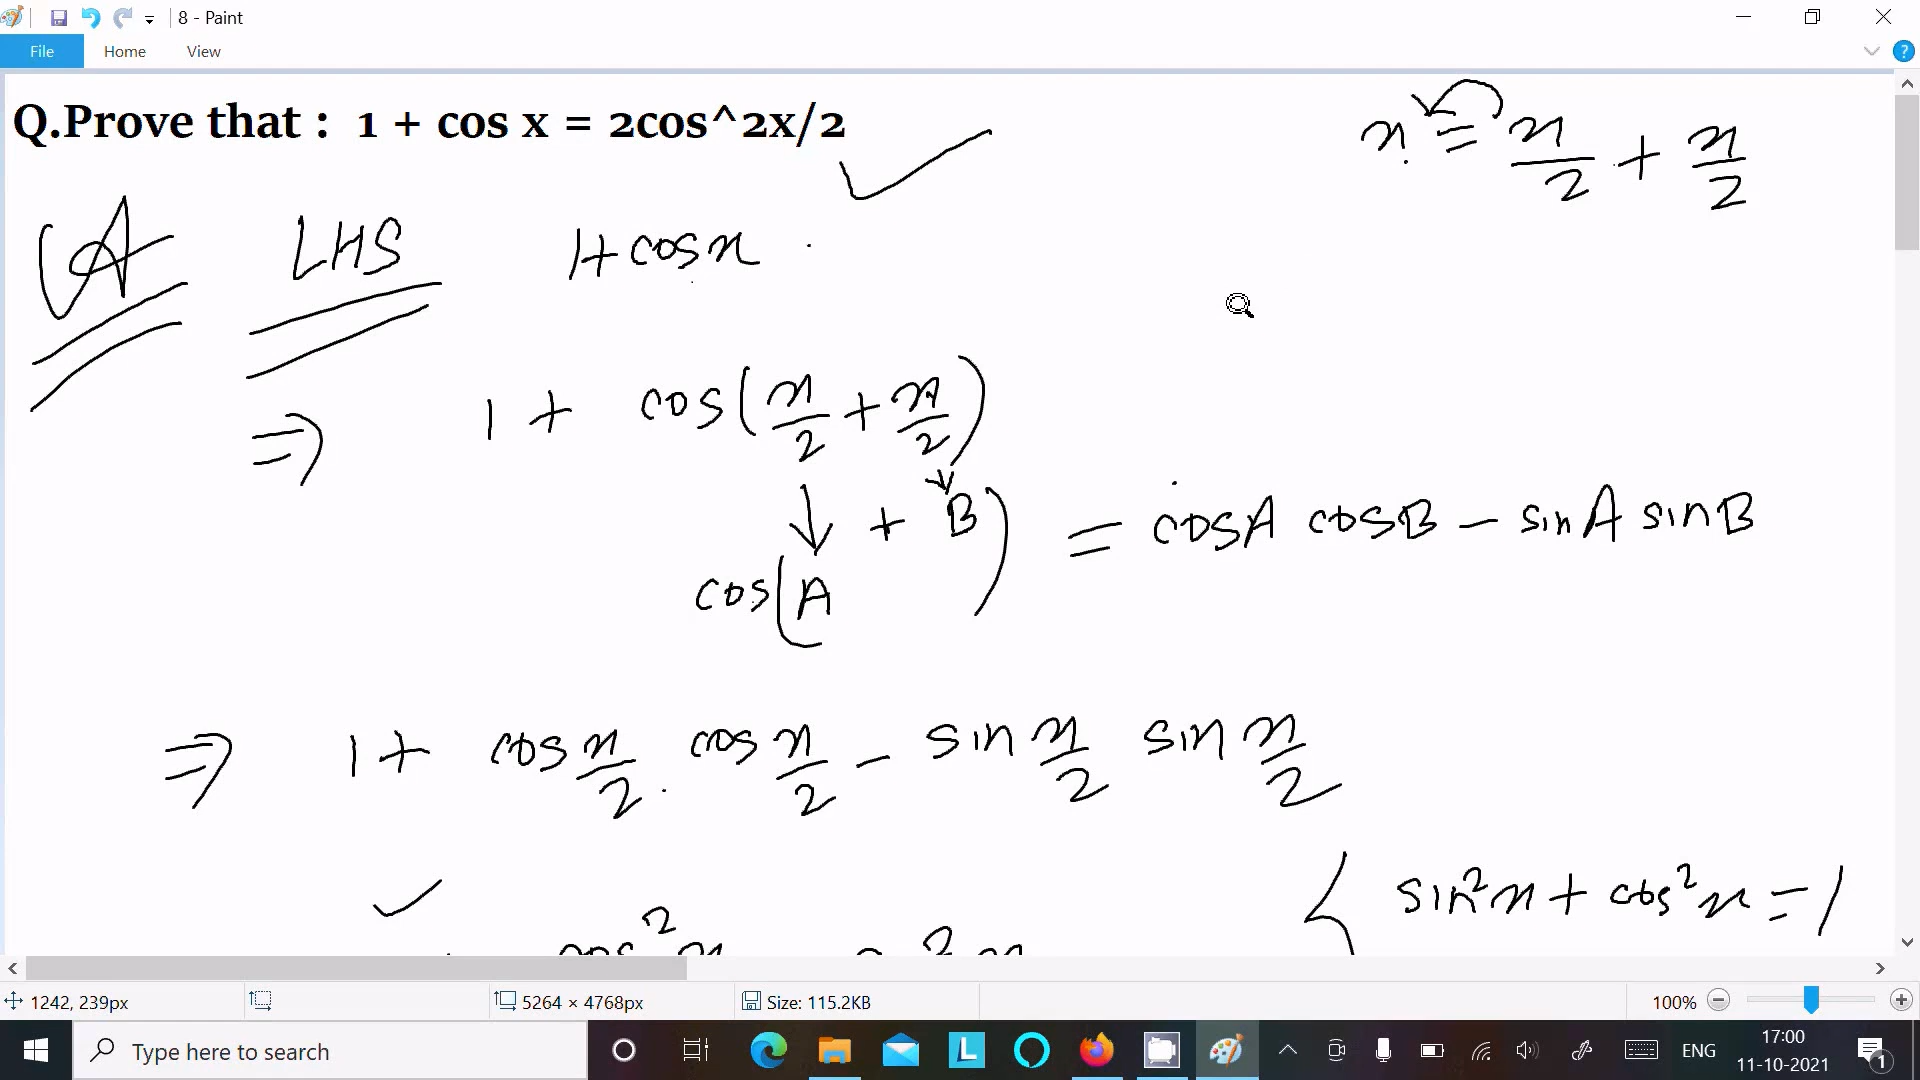 8 - Paint
File Home View
Q.Prove that : 1 + cos x = 2cos^2x/2
x = x/2 + x/2
A LHS 1+cosx
⇒ 1 + cos(x/2 + x/2)
cos(A + B) = cosA cosB - sinA sinB
⇒ 1 + cos x/2 . cos x/2 - sin x/2 sin x/2
sin²x + cos²x = 1
1242, 239px 5264 × 4768px Size: 115.2KB 100%
Type here to search
L
ENG
17:00
11-10-2021
1